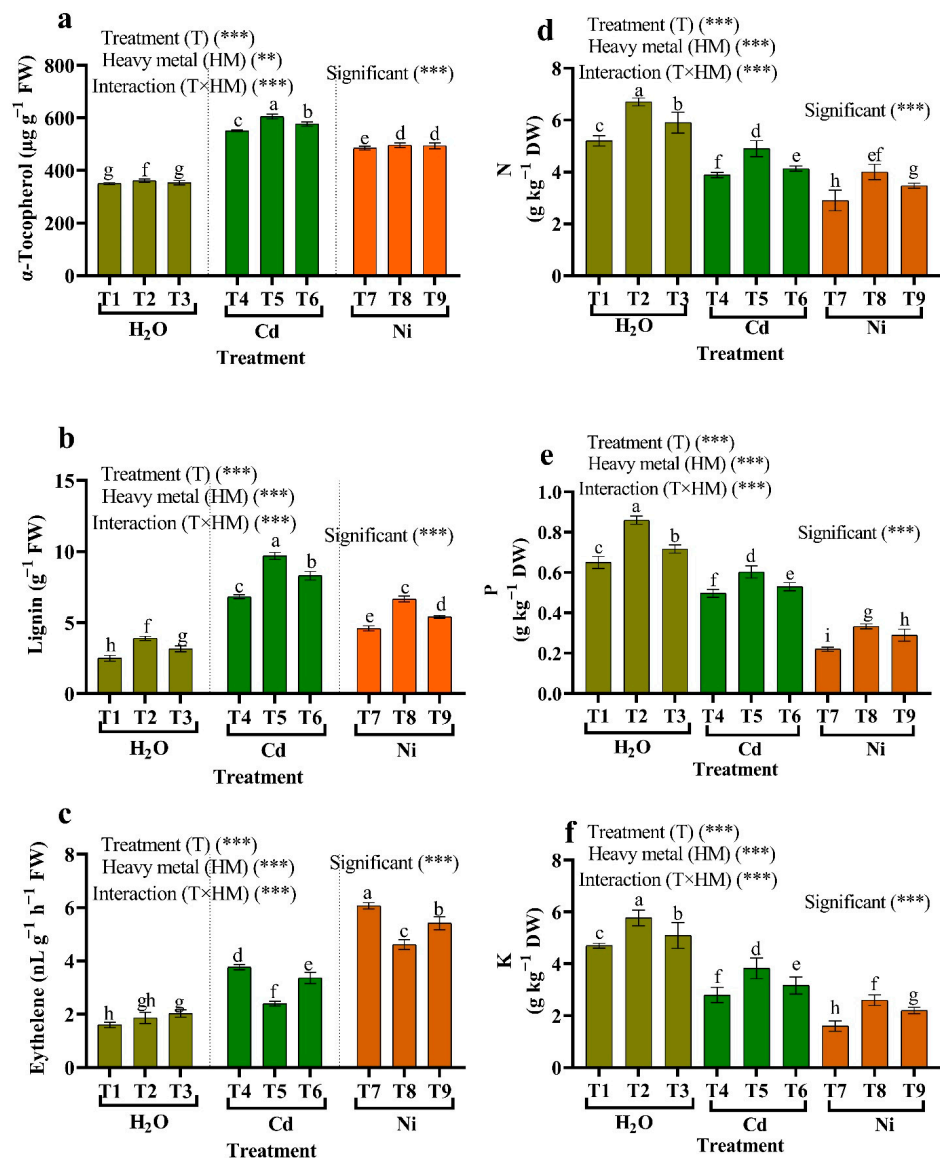 a
Treatment (T) (***)
Heavy metal (HM) (**)
Interaction (T×HM) (***)
Significant (***)
α-Tocopherol (µg g⁻¹ FW)
800
600
400
200
0
g f g c a b e d d
T1 T2 T3 T4 T5 T6 T7 T8 T9
H₂O Cd Ni
Treatment
b
Treatment (T) (***)
Heavy metal (HM) (***)
Interaction (T×HM) (***)
Significant (***)
Lignin (g⁻¹ FW)
15
10
5
0
h f g c a b e c d
T1 T2 T3 T4 T5 T6 T7 T8 T9
H₂O Cd Ni
Treatment
c
Treatment (T) (***)
Heavy metal (HM) (***)
Interaction (T×HM) (***)
Significant (***)
Eythelene (nL g⁻¹ h⁻¹ FW)
8
6
4
2
0
h gh g d f e a c b
T1 T2 T3 T4 T5 T6 T7 T8 T9
H₂O Cd Ni
Treatment
d
Treatment (T) (***)
Heavy metal (HM) (***)
Interaction (T×HM) (***)
Significant (***)
N
(g kg⁻¹ DW)
8
6
4
2
0
c a b f d e h ef g
T1 T2 T3 T4 T5 T6 T7 T8 T9
H₂O Cd Ni
Treatment
e
Treatment (T) (***)
Heavy metal (HM) (***)
Interaction (T×HM) (***)
Significant (***)
P
(g kg⁻¹ DW)
1.0
0.8
0.6
0.4
0.2
0.0
c a b f d e i g h
T1 T2 T3 T4 T5 T6 T7 T8 T9
H₂O Cd Ni
Treatment
f
Treatment (T) (***)
Heavy metal (HM) (***)
Interaction (T×HM) (***)
Significant (***)
K
(g kg⁻¹ DW)
8
6
4
2
0
c a b f d e h f g
T1 T2 T3 T4 T5 T6 T7 T8 T9
H₂O Cd Ni
Treatment